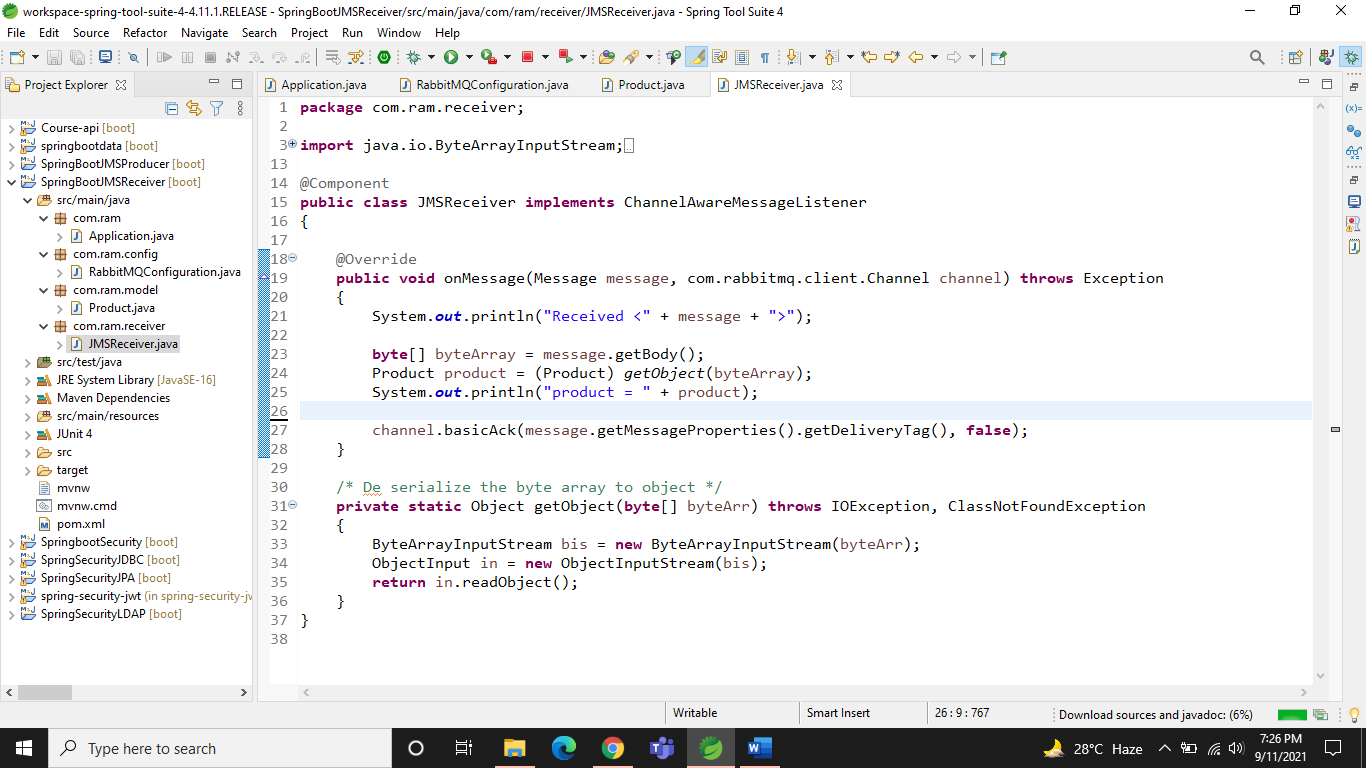 workspace-spring-tool-suite-4-4.11.1.RELEASE - SpringBootJMSReceiver/src/main/java/com/ram/receiver/JMSReceiver.java - Spring Tool Suite 4
File Edit Source Refactor Navigate Search Project Run Window Help
Project Explorer
Application.java RabbitMQConfiguration.java Product.java JMSReceiver.java
Course-api [boot]
springbootdata [boot]
SpringBootJMSProducer [boot]
SpringBootJMSReceiver [boot]
src/main/java
com.ram
Application.java
com.ram.config
RabbitMQConfiguration.java
com.ram.model
Product.java
com.ram.receiver
JMSReceiver.java
src/test/java
JRE System Library [JavaSE-16]
Maven Dependencies
src/main/resources
JUnit 4
src
target
mvnw
mvnw.cmd
pom.xml
SpringbootSecurity [boot]
SpringSecurityJDBC [boot]
SpringSecurityJPA [boot]
spring-security-jwt (in spring-security-jw
SpringSecurityLDAP [boot]
1 package com.ram.receiver;
2
3 import java.io.ByteArrayInputStream;
13
14 @Component
15 public class JMSReceiver implements ChannelAwareMessageListener
16 {
17
18 @Override
19 public void onMessage(Message message, com.rabbitmq.client.Channel channel) throws Exception
20 {
21 System.out.println("Received <" + message + ">");
22
23 byte[] byteArray = message.getBody();
24 Product product = (Product) getObject(byteArray);
25 System.out.println("product = " + product);
26
27 channel.basicAck(message.getMessageProperties().getDeliveryTag(), false);
28 }
29
30 /* De serialize the byte array to object */
31 private static Object getObject(byte[] byteArr) throws IOException, ClassNotFoundException
32 {
33 ByteArrayInputStream bis = new ByteArrayInputStream(byteArr);
34 ObjectInput in = new ObjectInputStream(bis);
35 return in.readObject();
36 }
37 }
38
Writable Smart Insert 26 : 9 : 767 Download sources and javadoc: (6%)
Type here to search
28°C Haze
7:26 PM
9/11/2021